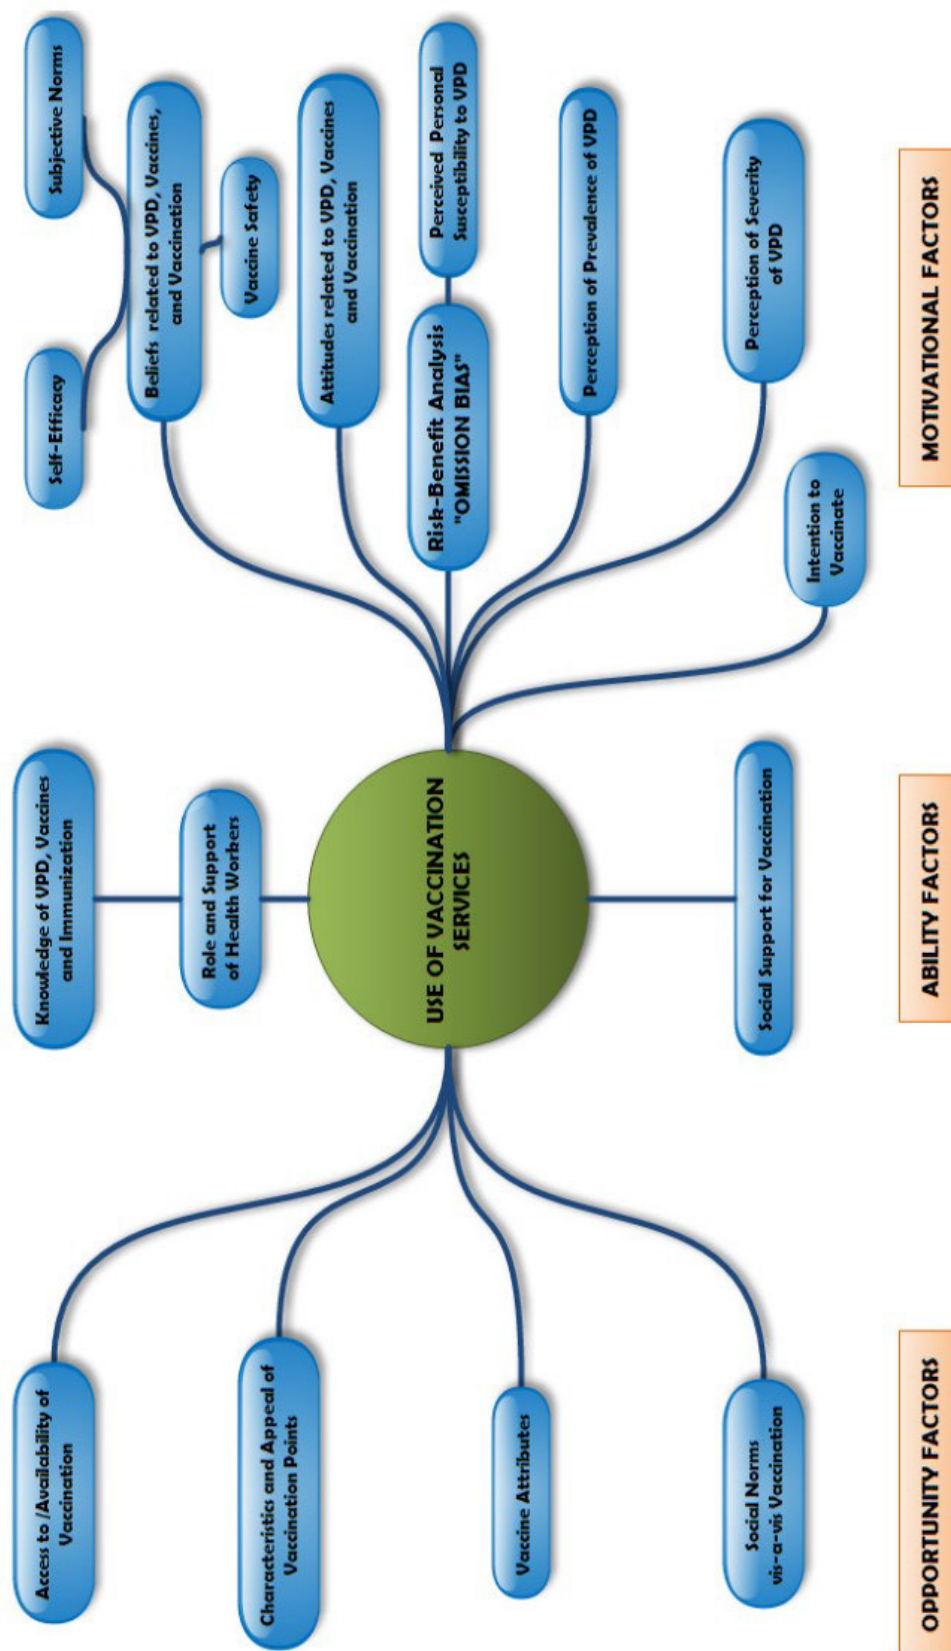 Access to /Availability of
Vaccination
Characteristics and Appeal of
Vaccination Points
Vaccine Attributes
Social Norms
vis-a-vis Vaccination
OPPORTUNITY FACTORS
Knowledge of VPD, Vaccines
and Immunization
Role and Support
of Health Workers
USE OF VACCINATION
SERVICES
Social Support for Vaccination
ABILITY FACTORS
Self-Efficacy
Subjective Norms
Beliefs related to VPD, Vaccines,
and Vaccination
Vaccine Safety
Attitudes related to VPD, Vaccines
and Vaccination
Risk-Benefit Analysis
"OMISSION BIAS"
Perceived Personal
Susceptibility to VPD
Perception of Prevalence of VPD
Perception of Severity
of VPD
Intention to
Vaccinate
MOTIVATIONAL FACTORS